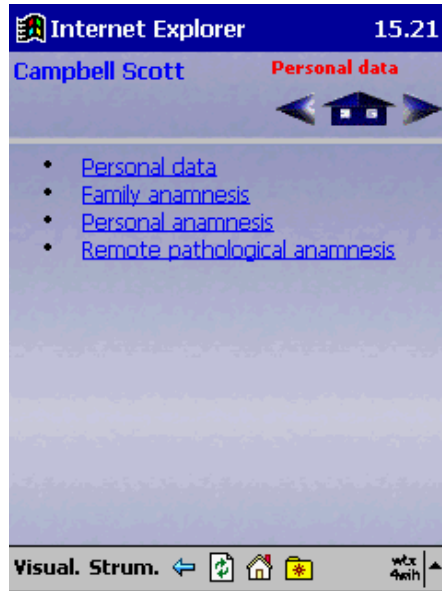 Internet Explorer 15.21
Campbell Scott Personal data
• Personal data
• Family anamnesis
• Personal anamnesis
• Remote pathological anamnesis
Visual. Strum.